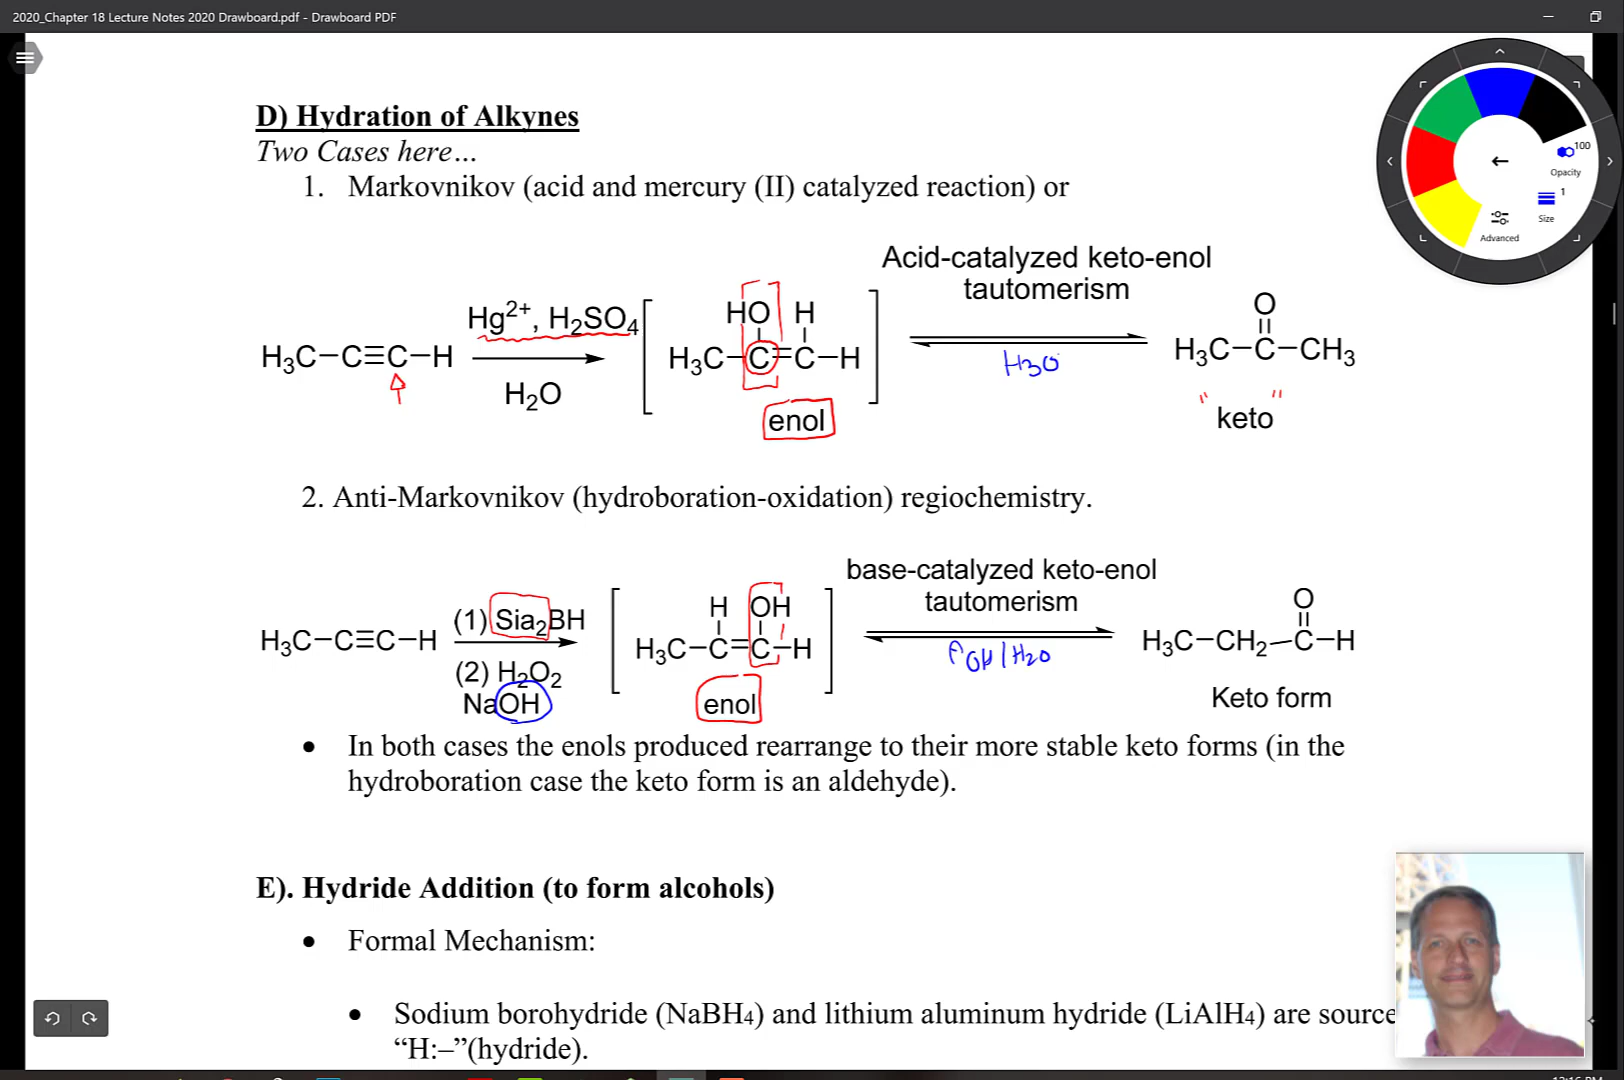 2020_Chapter 18 Lecture Notes 2020 Drawboard.pdf - Drawboard PDF
D) Hydration of Alkynes
Two Cases here…
1. Markovnikov (acid and mercury (II) catalyzed reaction) or
Acid-catalyzed keto-enol
tautomerism
Hg2+, H2SO4
H2O
H3C–C≡C–H
HO H
H3C–C=C–H
enol
H3O
O
H3C–C–CH3
"keto"
2. Anti-Markovnikov (hydroboration-oxidation) regiochemistry.
base-catalyzed keto-enol
tautomerism
H3C–C≡C–H
(1) Sia2BH
(2) H2O2
NaOH
H OH
H3C–C=C–H
enol
OH/H2O
O
H3C–CH2–C–H
Keto form
• In both cases the enols produced rearrange to their more stable keto forms (in the
hydroboration case the keto form is an aldehyde).
E). Hydride Addition (to form alcohols)
• Formal Mechanism:
• Sodium borohydride (NaBH4) and lithium aluminum hydride (LiAlH4) are source
“H:–”(hydride).
100
Opacity
1
Size
Advanced